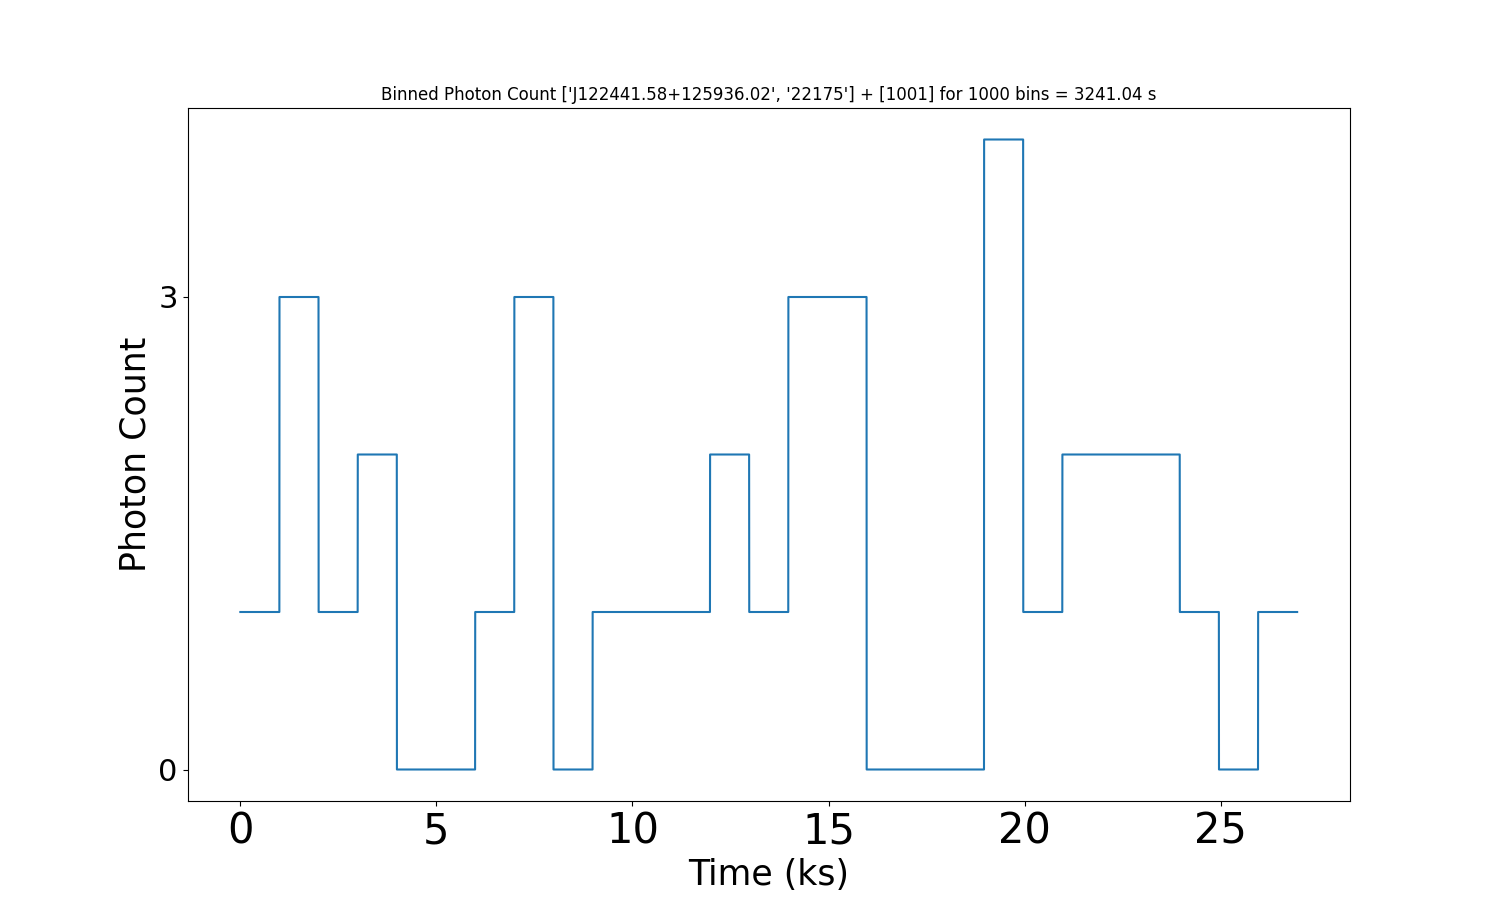 Binned Photon Count ['J122441.58+125936.02', '22175'] + [1001] for 1000 bins = 3241.04 s
Photon Count
3
0
0 5 10 15 20 25
Time (ks)